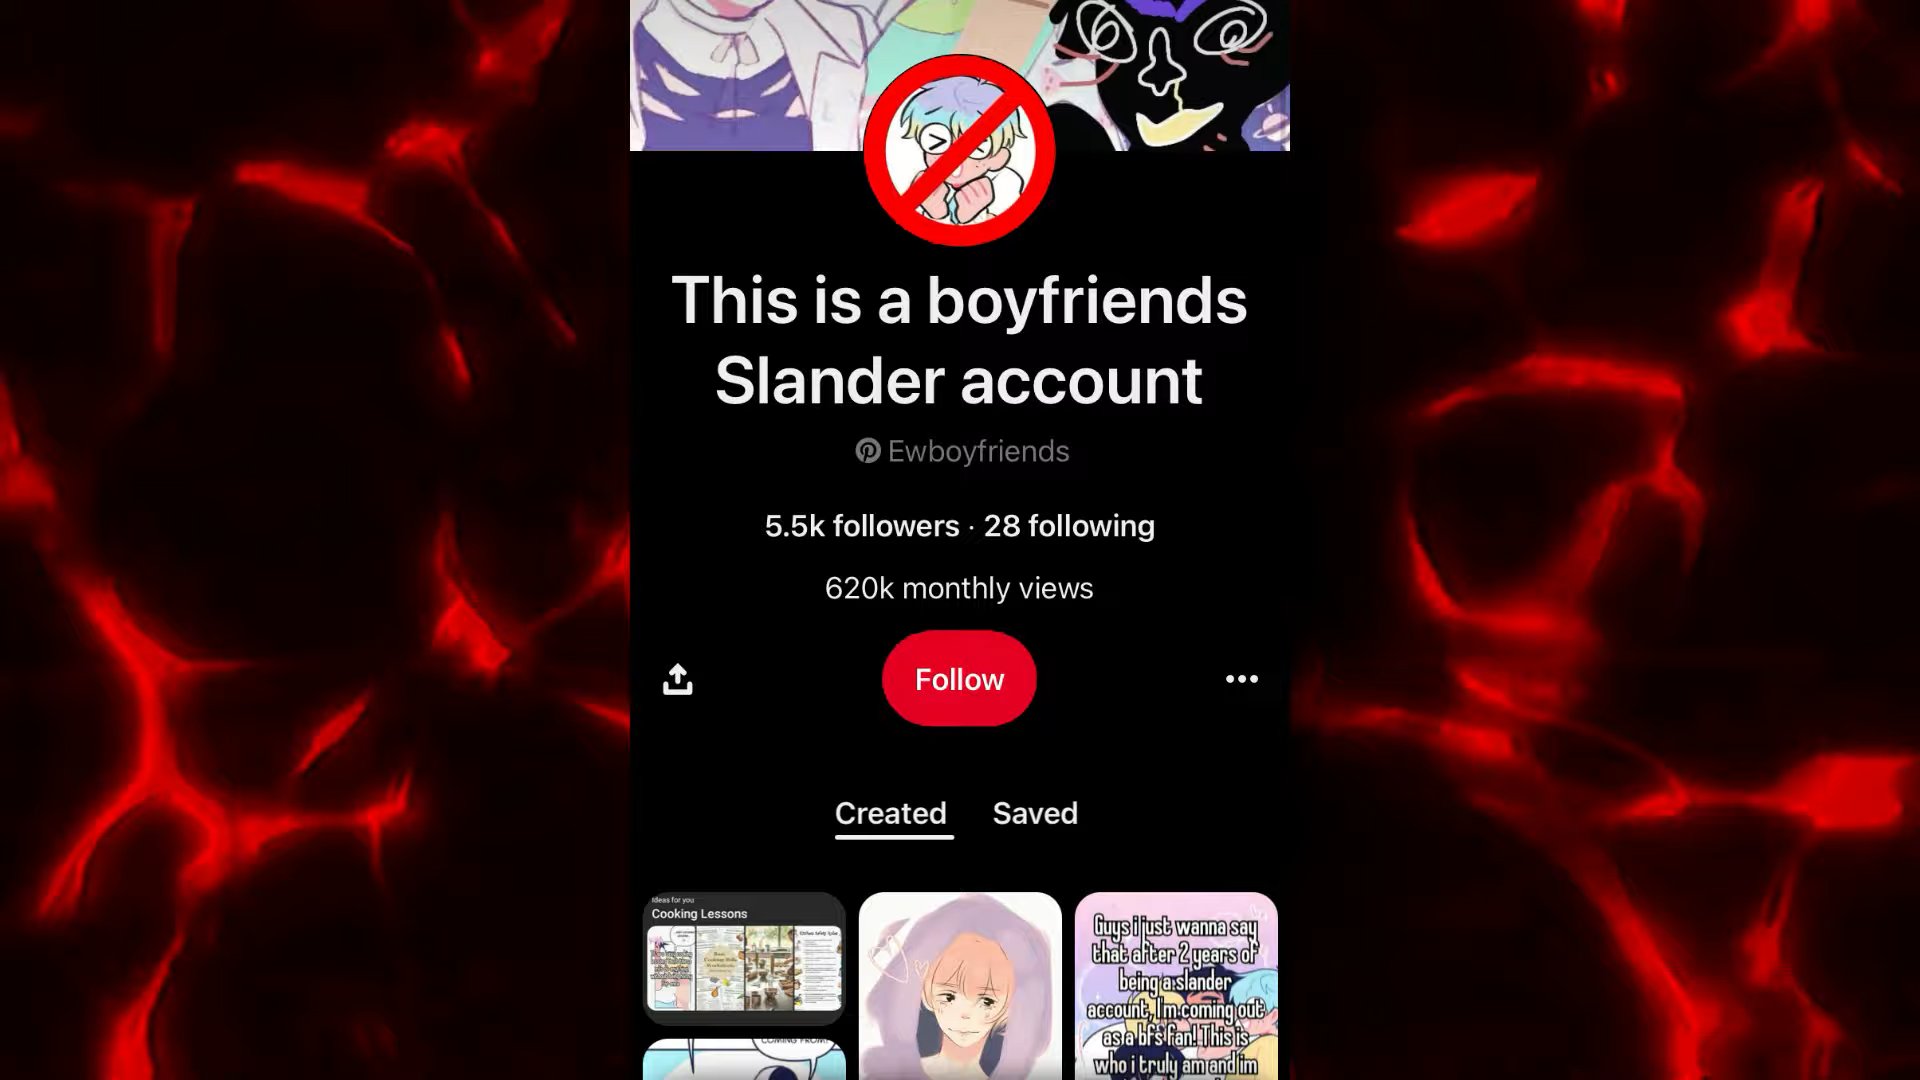 This is a boyfriends
Slander account
Ewboyfriends
5.5k followers · 28 following
620k monthly views
Follow
Created Saved
Ideas for you
Cooking Lessons
COMING FROM?
Guys i just wanna say
that after 2 years of
being a slander
account, I'm coming out
as a bfs fan! This is
who i truly am and im